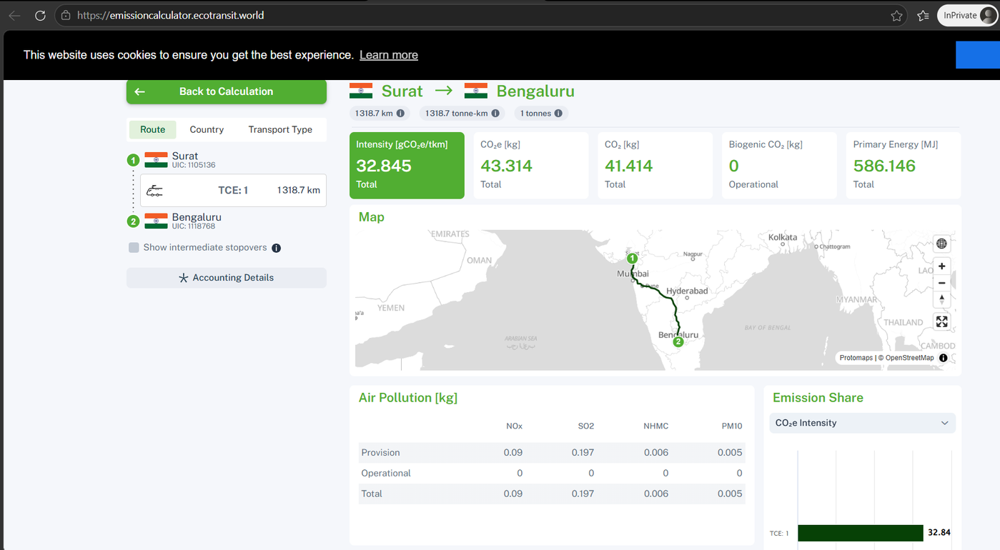 https://emissioncalculator.ecotransit.world
InPrivate
This website uses cookies to ensure you get the best experience. Learn more
Back to Calculation
Surat → Bengaluru
1318.7 km
1318.7 tonne-km
1 tonnes
Route
Country
Transport Type
1
Surat
UIC: 1105136
TCE: 1
1318.7 km
2
Bengaluru
UIC: 1118768
Show intermediate stopovers
Accounting Details
Intensity [gCO₂e/tkm]
32.845
Total
CO₂e [kg]
43.314
Total
CO₂ [kg]
41.414
Total
Biogenic CO₂ [kg]
0
Operational
Primary Energy [MJ]
586.146
Total
Map
EMIRATES
OMAN
YEMEN
ARABIAN SEA
1
Mumbai
Pune
Nagpur
Hyderabad
Bengaluru
2
Kolkata
Chattogram
BAY OF BENGAL
MYANMAR
LAO
THAILAND
CAMBOD
Protomaps | © OpenStreetMap
Air Pollution [kg]
NOx SO2 NHMC PM10
Provision 0.09 0.197 0.006 0.005
Operational 0 0 0 0
Total 0.09 0.197 0.006 0.005
Emission Share
CO₂e Intensity
TCE: 1
32.84